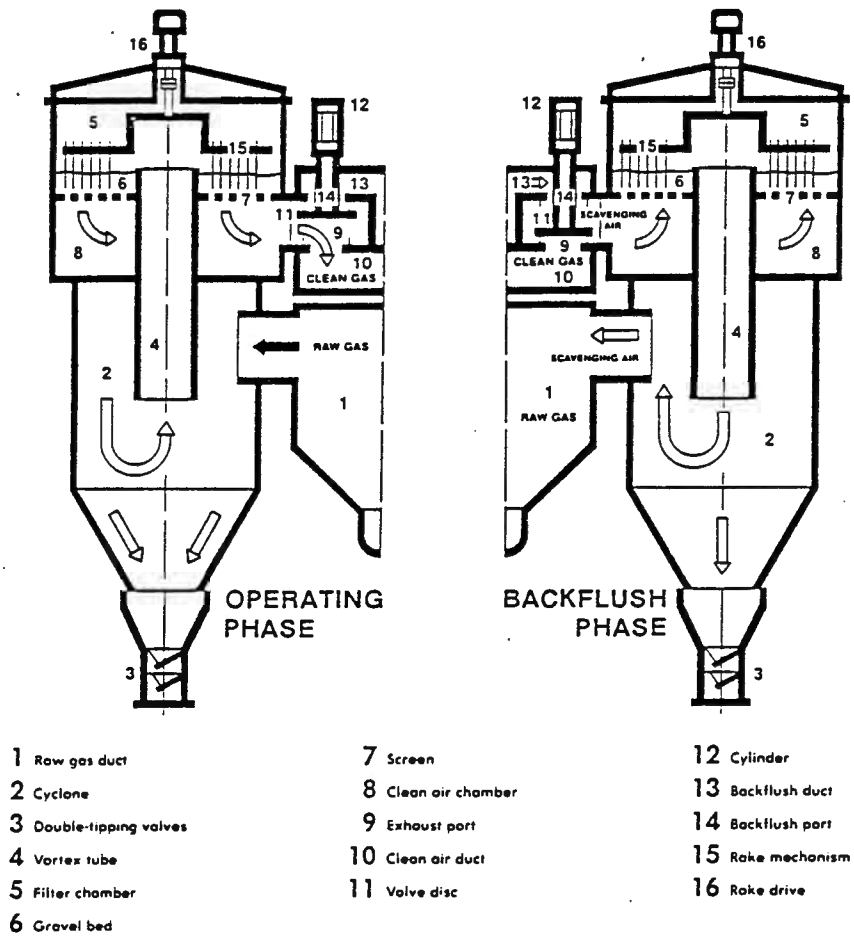 16
16
12
12
5
5
15
15
6
6
13
13
14
14
7
7
11
11
SCAVENGING
AIR
9
9
8
8
10
CLEAN GAS
CLEAN GAS
10
4
RAW GAS
SCAVENGING AIR
4
2
1
1
RAW GAS
2
OPERATING
PHASE
BACKFLUSH
PHASE
3
3
1 Raw gas duct
2 Cyclone
3 Double-tipping valves
4 Vortex tube
5 Filter chamber
6 Gravel bed
7 Screen
8 Clean air chamber
9 Exhaust port
10 Clean air duct
11 Valve disc
12 Cylinder
13 Backflush duct
14 Backflush port
15 Rake mechanism
16 Rake drive